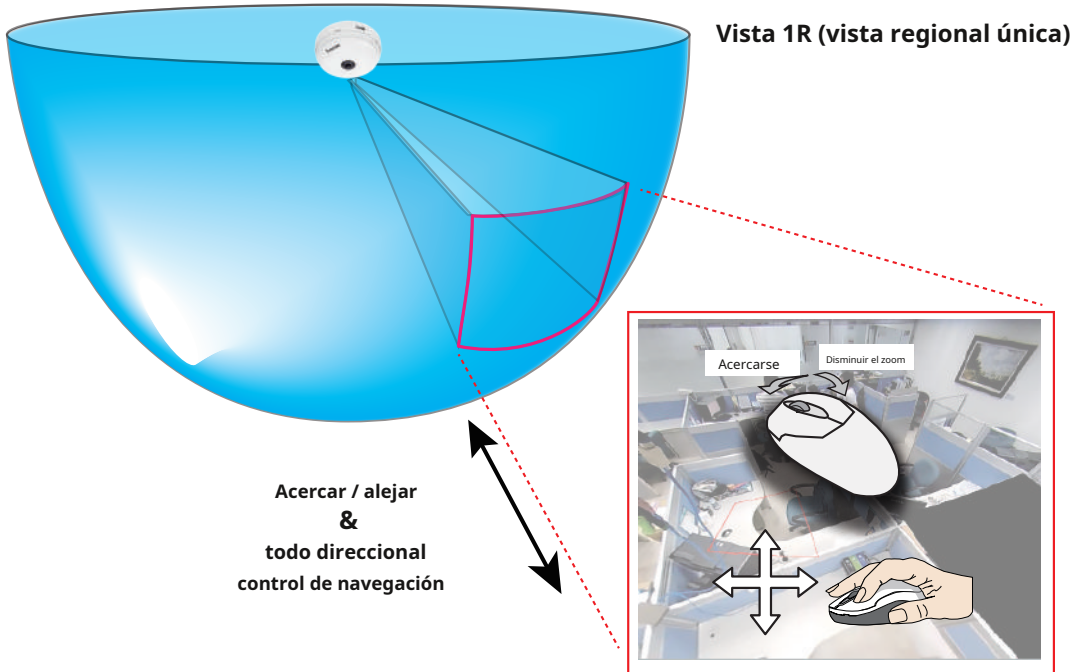 Vista 1R (vista regional única)
Acercarse
Disminuir el zoom
Acercar / alejar
&
todo direccional
control de navegación